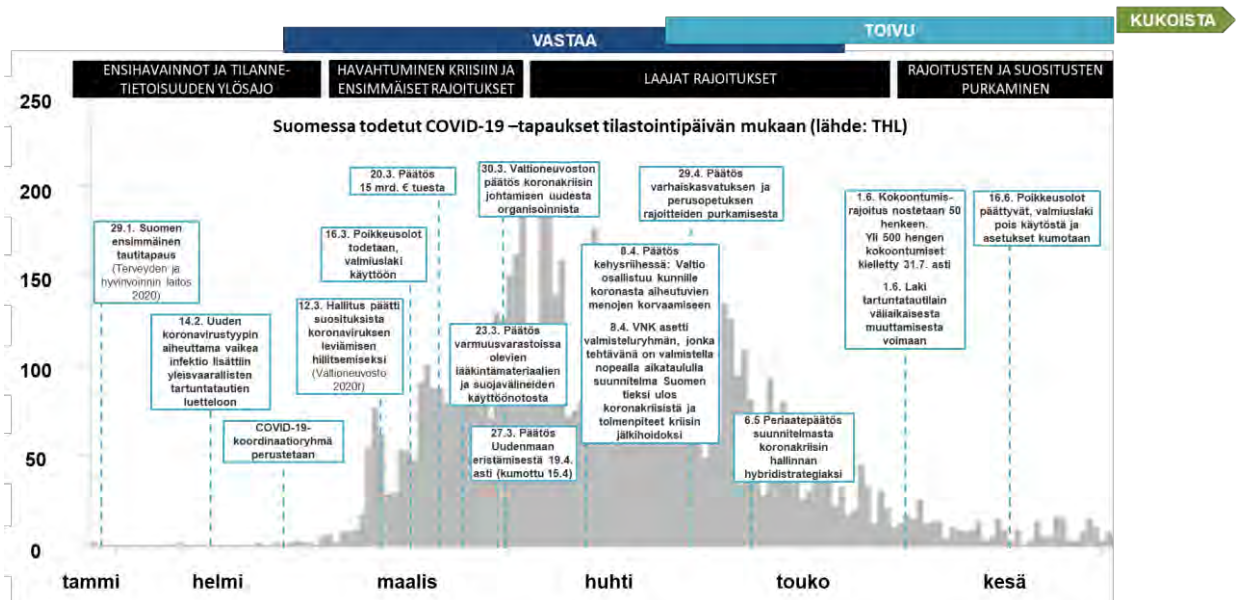 KUKOISTA
TOIVU
VASTAA
ENSIHAVAINNOT JA TILANNE-
TIETOISUUDEN YLÖSAJO
HAVAHTUMINEN KRIISIIN JA
ENSIMMÄISET RAJOITUKSET
LAAJAT RAJOITUKSET
RAJOITUSTEN JA SUOSITUSTEN
PURKAMINEN
Suomessa todetut COVID-19 –tapaukset tilastointipäivän mukaan (lähde: THL)
250
200
150
100
50
0
29.1. Suomen
ensimmäinen
tautitapaus
(Terveyden ja
hyvinvoinnin laitos
2020)
14.2. Uuden
koronavirustyypin
aiheuttama vaikea
infektio lisättiin
yleisvaarallisten
tartuntatautien
luetteloon
COVID-19-
koordinaatioryhmä
perustetaan
12.3. Hallitus päätti
suosituksista
koronaviruksen
leviämisen
hillitsemiseksi
(Valtioneuvosto
2020f)
16.3. Poikkeusolot
todetaan,
valmiuslaki
käyttöön
20.3. Päätös
15 mrd. € tuesta
23.3. Päätös
varmuusvarastoissa
olevien
lääkintämateriaalien
ja suojavälineiden
käyttöönotosta
27.3. Päätös
Uudenmaan
eristämisestä 19.4.
asti (kumottu 15.4)
30.3. Valtioneuvoston
päätös koronakriisin
johtamisen uudesta
organisoinnista
8.4. Päätös
kehysriihessä: Valtio
osallistuu kunnille
koronasta aiheutuvien
menojen korvaamiseen
8.4. VNK asetti
valmisteluryhmän, jonka
tehtävänä on valmistella
nopealla aikataululla
suunnitelma Suomen
tieksi ulos
koronakriisistä ja
toimenpiteet kriisin
jälkihoidoksi
29.4. Päätös
varhaiskasvatuksen ja
perusopetuksen
rajoitteiden purkamisesta
6.5 Periaatepäätös
suunnitelmasta
koronakriisin
hallinnan
hybridistrategiaksi
1.6. Kokoontumis-
rajoitus nostetaan 50
henkeen.
Yli 500 hengen
kokoontumiset
kielletty 31.7. asti
1.6. Laki
tartuntatautilain
väliaikaisesta
muuttamisesta
voimaan
16.6. Poikkeusolot
päättyvät, valmiuslaki
pois käytöstä ja
asetukset kumotaan
tammi
helmi
maalis
huhti
touko
kesä